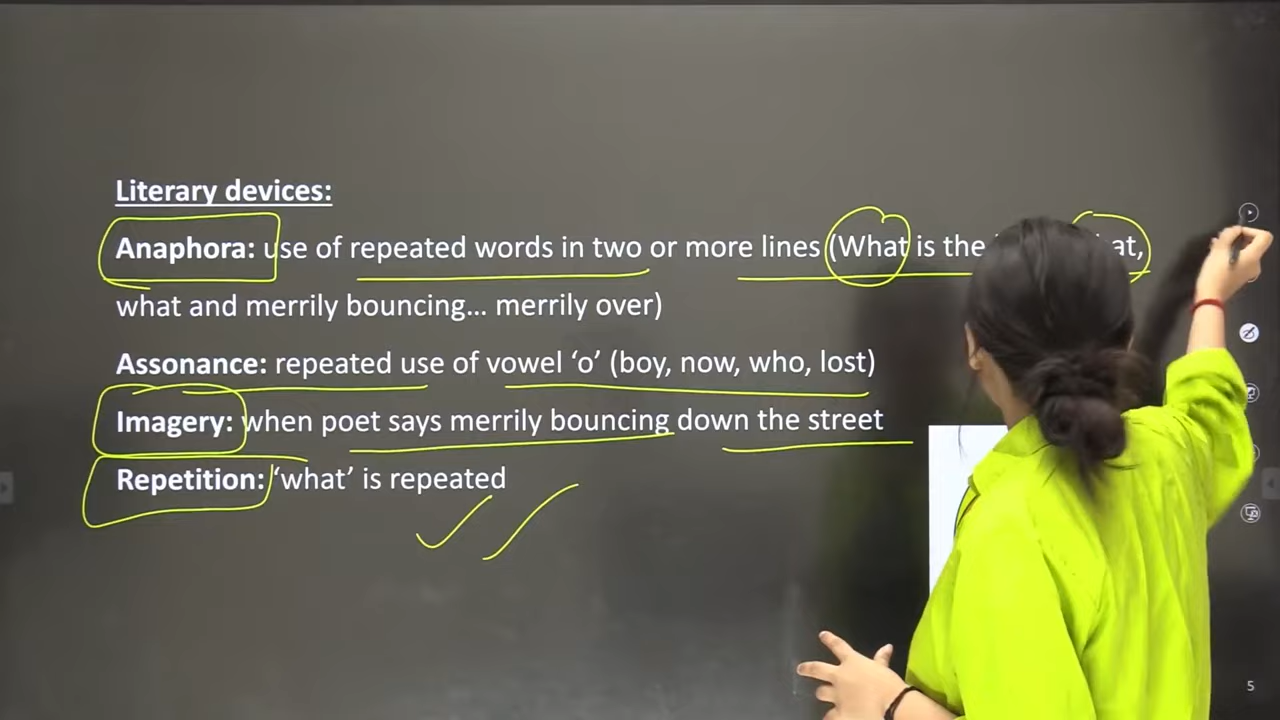 Literary devices:
Anaphora: use of repeated words in two or more lines (What is the
what and merrily bouncing... merrily over)
Assonance: repeated use of vowel ‘o’ (boy, now, who, lost)
Imagery: when poet says merrily bouncing down the street
Repetition: ‘what’ is repeated
5